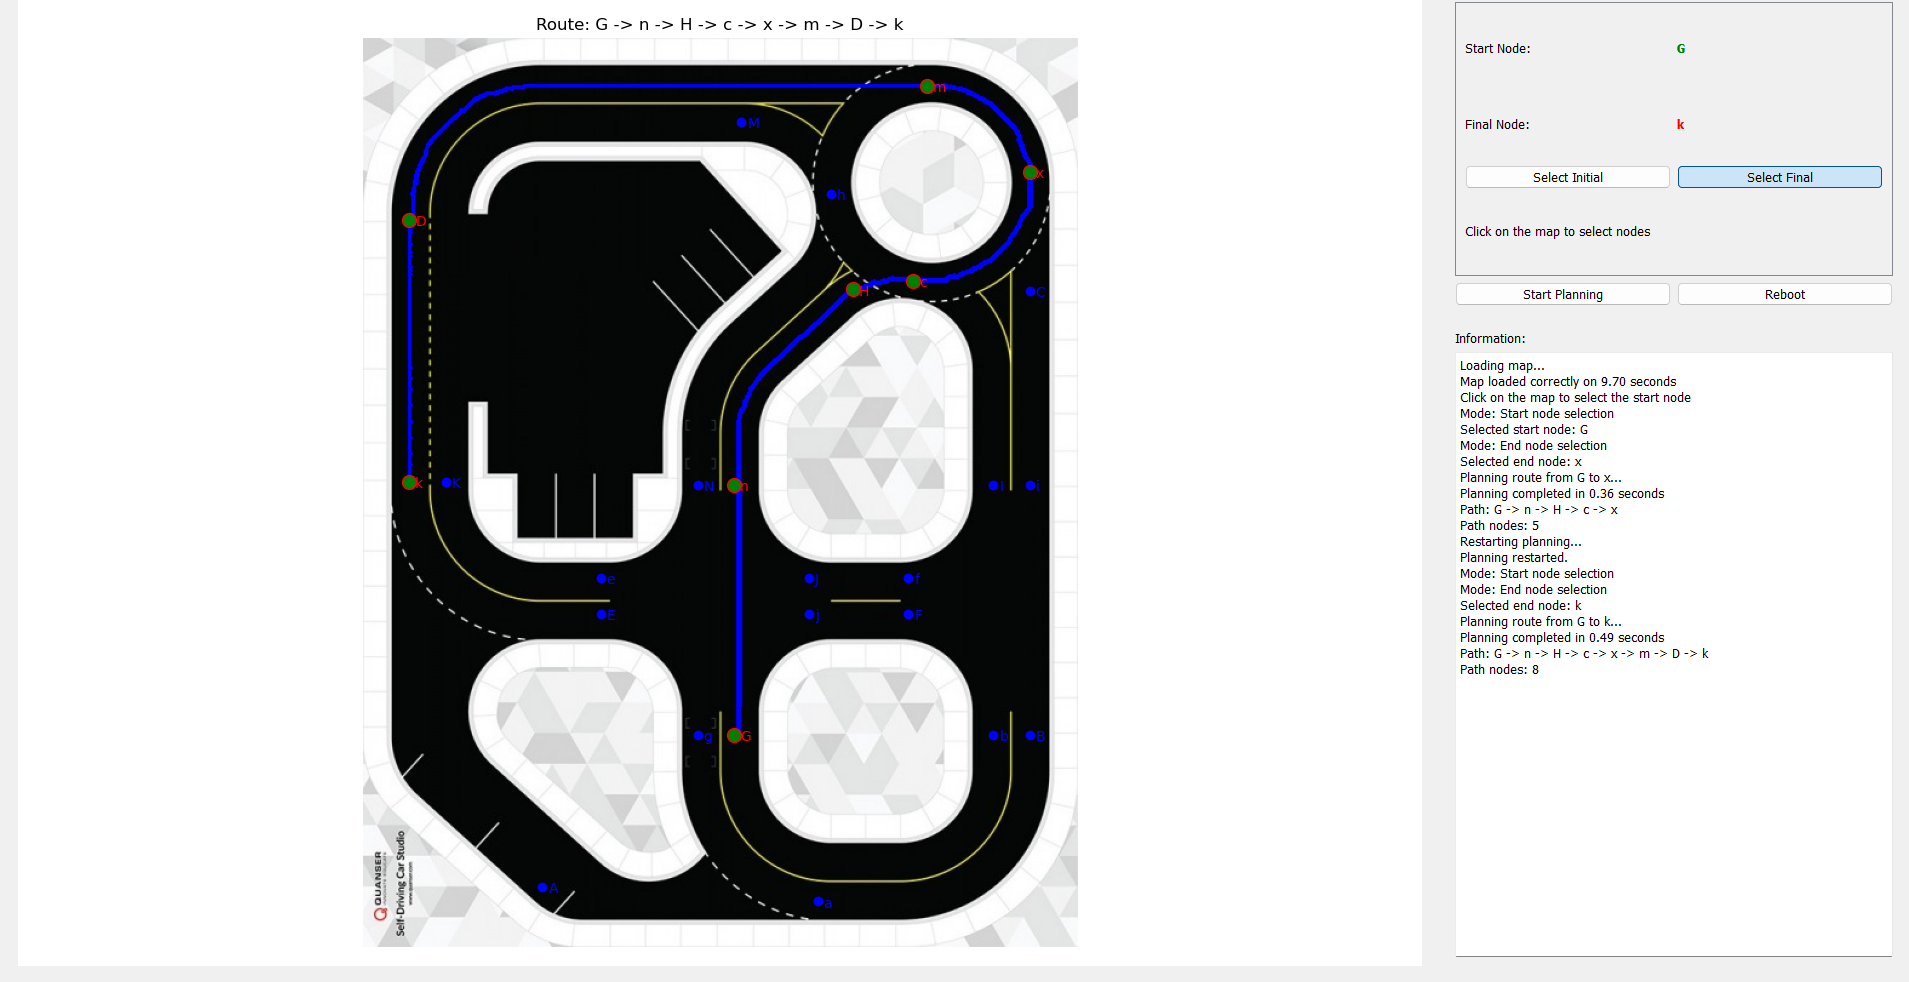 Route: G -> n -> H -> c -> x -> m -> D -> k
m
M
x
h
D
H
c
C
k
K
N
n
I
i
e
J
f
E
j
F
g
G
b
B
A
a
QUANSER
Self-Driving Car Studio
Start Node:
G
Final Node:
k
Select Initial
Select Final
Click on the map to select nodes
Start Planning
Reboot
Information:
Loading map...
Map loaded correctly on 9.70 seconds
Click on the map to select the start node
Mode: Start node selection
Selected start node: G
Mode: End node selection
Selected end node: x
Planning route from G to x...
Planning completed in 0.36 seconds
Path: G -> n -> H -> c -> x
Path nodes: 5
Restarting planning...
Planning restarted.
Mode: Start node selection
Mode: End node selection
Selected end node: k
Planning route from G to k...
Planning completed in 0.49 seconds
Path: G -> n -> H -> c -> x -> m -> D -> k
Path nodes: 8